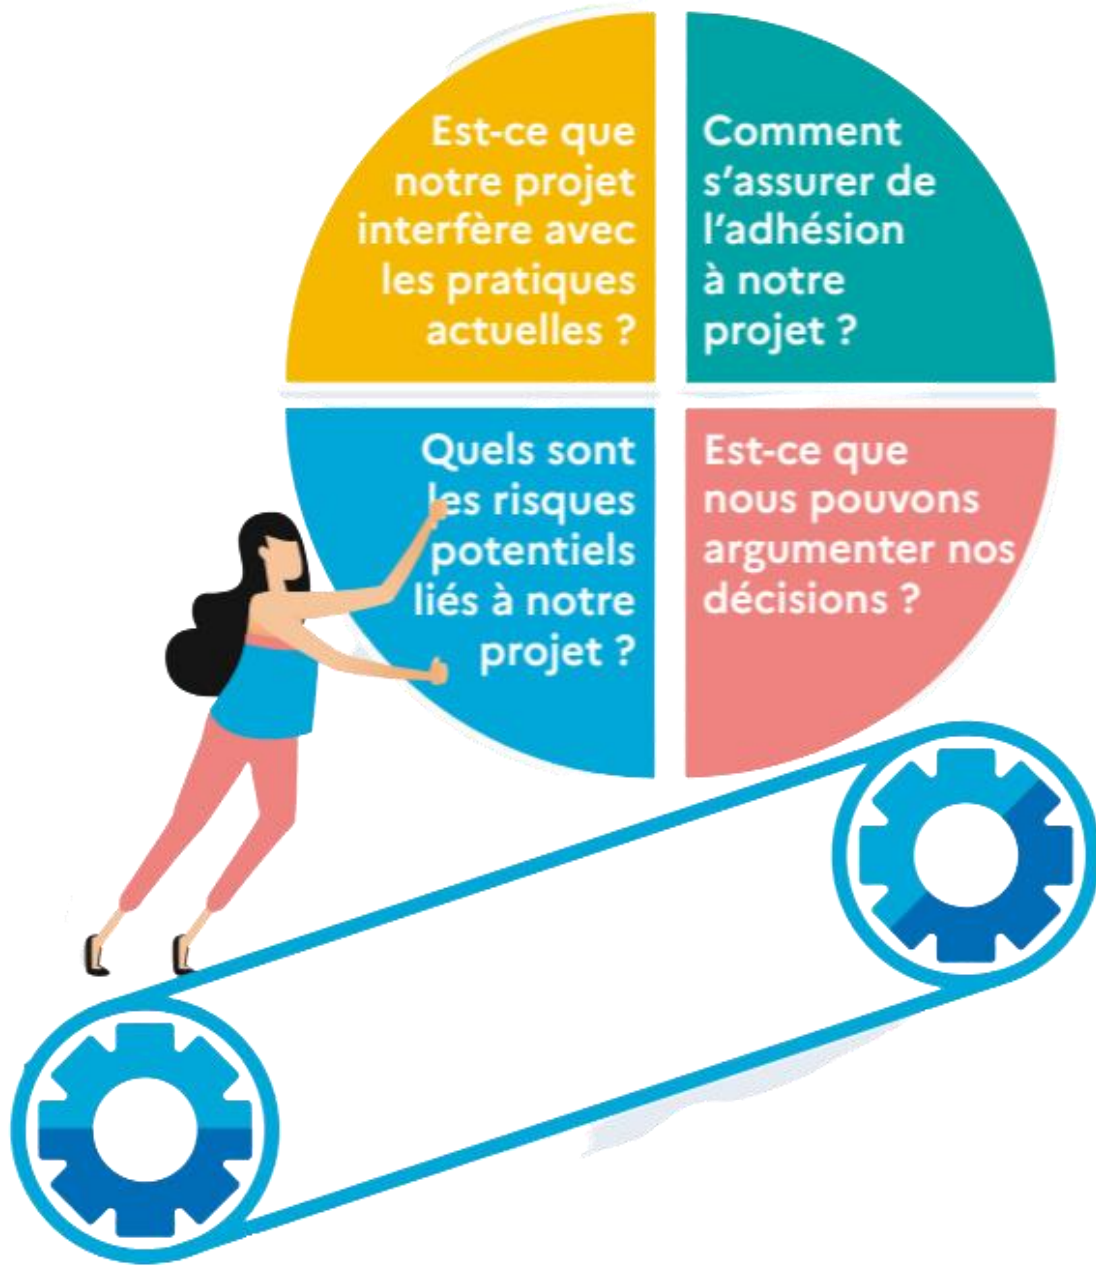 Est-ce que
notre projet
interfère avec
les pratiques
actuelles ?
Comment
s'assurer de
l'adhésion
à notre
projet ?
Quels sont
les risques
potentiels
liés à notre
projet ?
Est-ce que
nous pouvons
argumenter nos
décisions ?